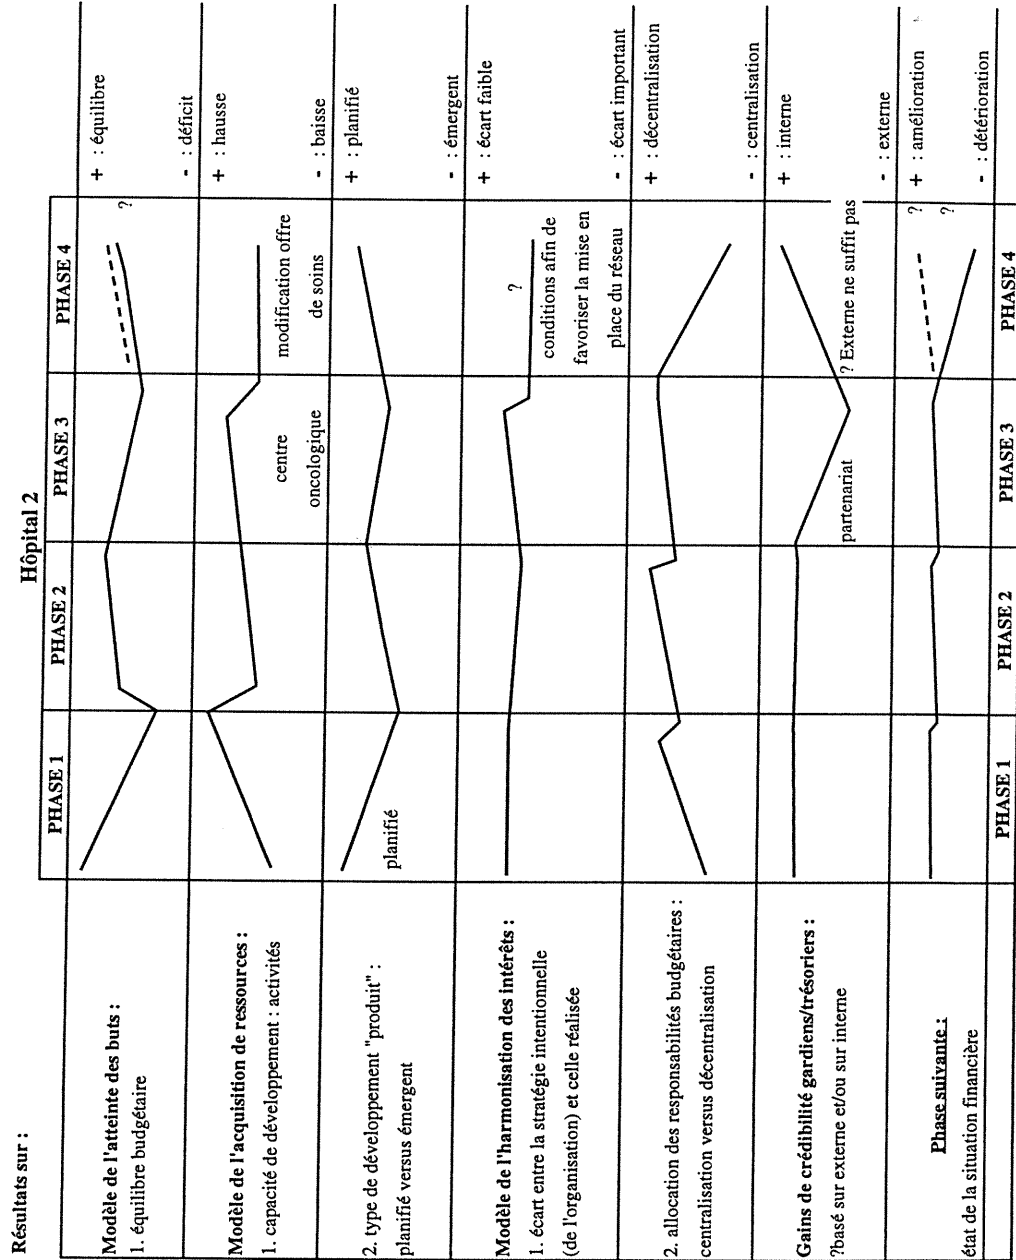 Résultats sur :
Hôpital 2
PHASE 1 PHASE 2 PHASE 3 PHASE 4
Modèle de l'atteinte des buts :
1. équilibre budgétaire
?
+ : équilibre
- : déficit
Modèle de l'acquisition de ressources :
1. capacité de développement : activités
centre
oncologique
modification offre
de soins
+ : hausse
- : baisse
2. type de développement "produit" :
planifié versus émergent
planifié
+ : planifié
- : émergent
Modèle de l'harmonisation des intérêts :
1. écart entre la stratégie intentionnelle
(de l'organisation) et celle réalisée
?
conditions afin de
favoriser la mise en
place du réseau
+ : écart faible
- : écart important
2. allocation des responsabilités budgétaires :
centralisation versus décentralisation
+ : décentralisation
- : centralisation
Gains de crédibilité gardiens/trésoriers :
?basé sur externe et/ou sur interne
partenariat
? Externe ne suffit pas
+ : interne
- : externe
Phase suivante :
état de la situation financière
?
?
+ : amélioration
- : détérioration
PHASE 1 PHASE 2 PHASE 3 PHASE 4